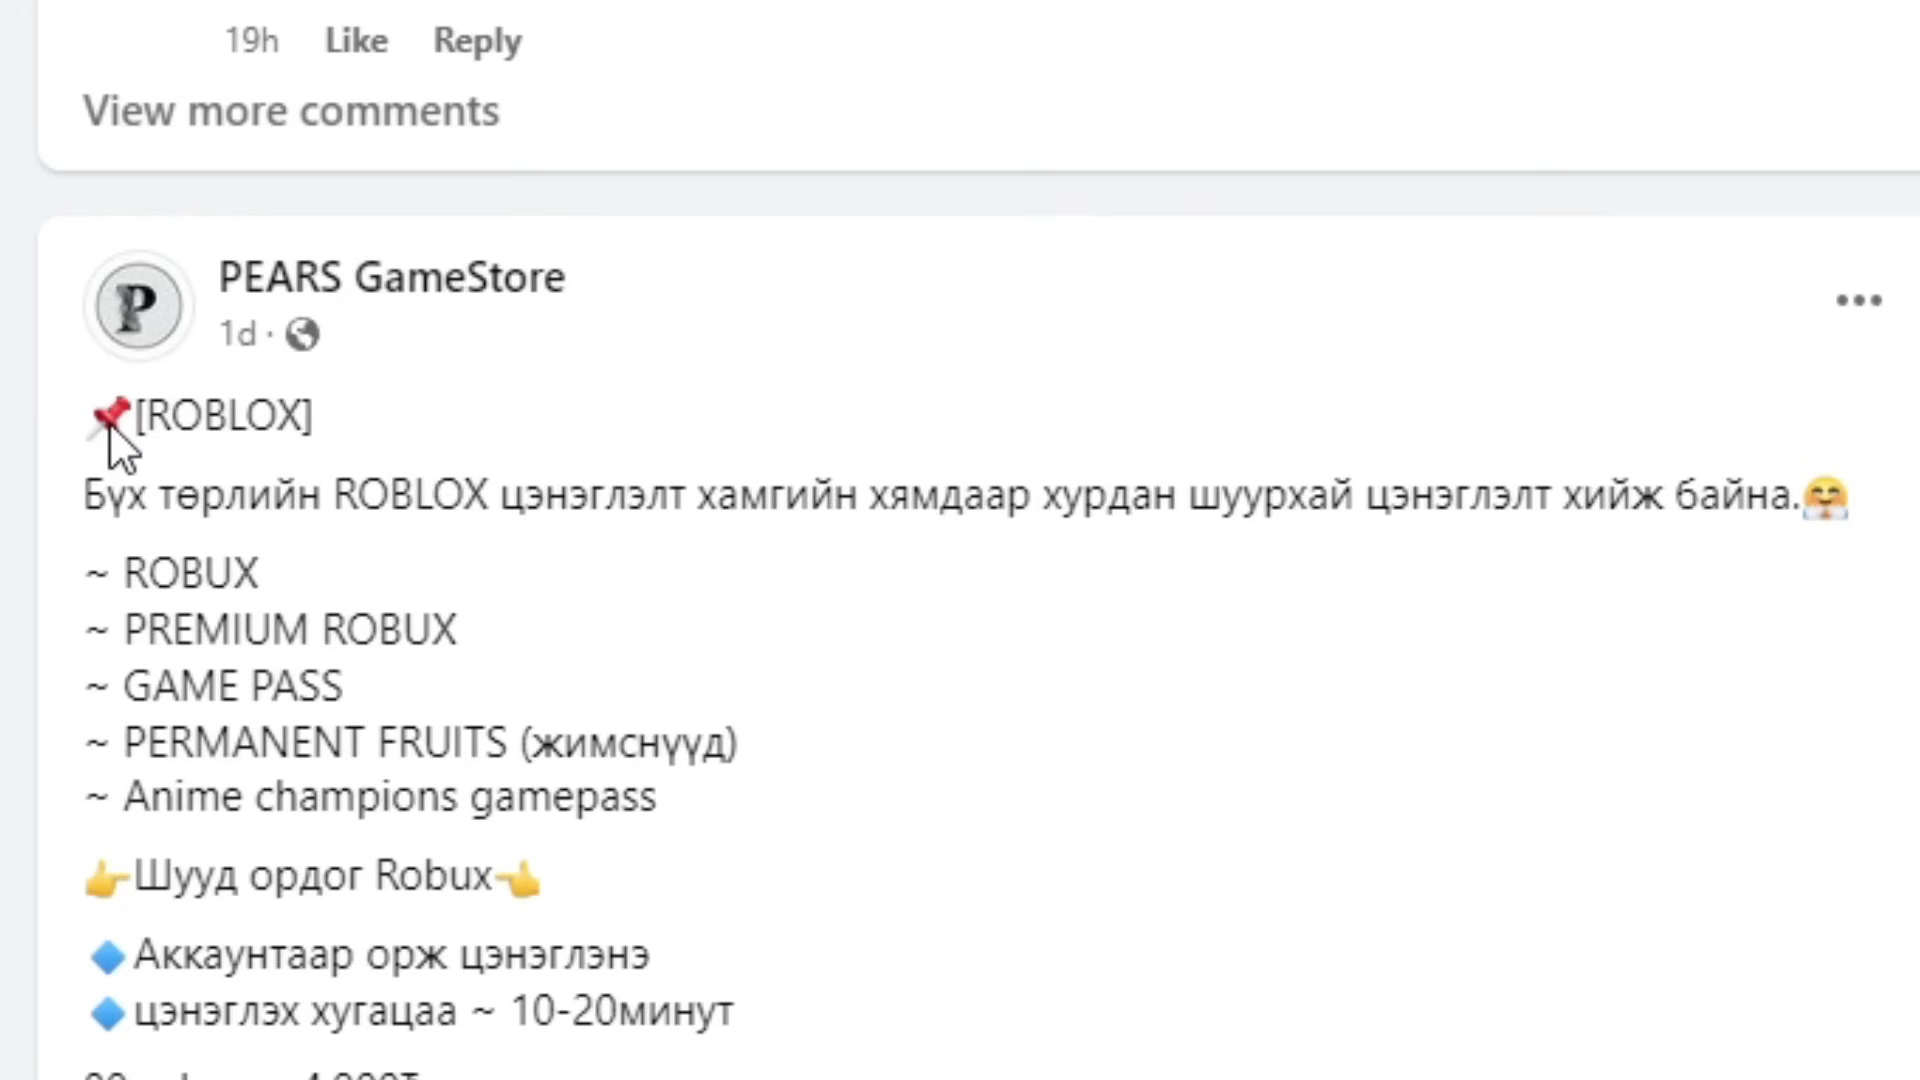 19h Like Reply
View more comments
P
PEARS GameStore
1d ·
📌[ROBLOX]
Бүх төрлийн ROBLOX цэнэглэлт хамгийн хямдаар хурдан шуурхай цэнэглэлт хийж байна.🤗
~ ROBUX
~ PREMIUM ROBUX
~ GAME PASS
~ PERMANENT FRUITS (жимснүүд)
~ Anime champions gamepass
👉Шууд ордог Robux👈
🔷Аккаунтаар орж цэнэглэнэ
🔷цэнэглэх хугацаа ~ 10-20минут